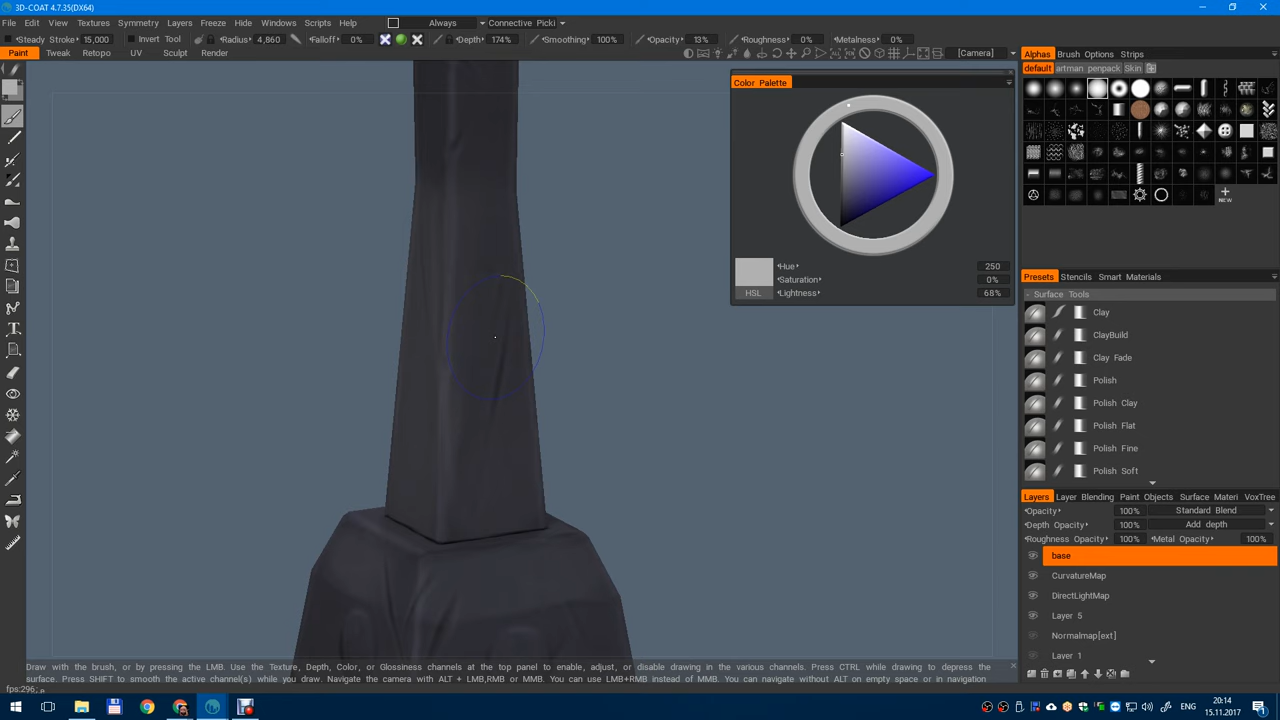 3D-COAT 4.7.35(DX64)
File Edit View Textures Symmetry Layers Freeze Hide Windows Scripts Help Always Connective Picki
Steady Stroke 15,000 Invert Tool Radius 4,860 Falloff 0% Depth 174% Smoothing 100% Opacity 13% Roughness 0% Metalness 0%
Paint Tweak Retopo UV Sculpt Render [Camera]
Color Palette
Hue 250
Saturation 0%
HSL Lightness 68%
Alphas Brush Options Strips
default artman penpack Skin
NEW
Presets Stencils Smart Materials
- Surface Tools
Clay
ClayBuild
Clay Fade
Polish
Polish Clay
Polish Flat
Polish Fine
Polish Soft
Layers Layer Blending Paint Objects Surface Materi VoxTree
Opacity 100% Standard Blend
Depth Opacity 100% Add depth
Roughness Opacity 100% Metal Opacity 100%
base
CurvatureMap
DirectLightMap
Layer 5
Normalmap[ext]
Layer 1
Draw with the brush, or by pressing the LMB. Use the Texture, Depth, Color, or Glossiness channels at the top panel to enable, adjust, or disable drawing in the various channels. Press CTRL while drawing to depress the
surface. Press SHIFT to smooth the active channel(s) while you draw. Navigate the camera with ALT + LMB,RMB or MMB. You can use LMB+RMB instead of MMB. You can navigate without ALT on empty space or in navigation
fps:296;
ENG
20:14
15.11.2017